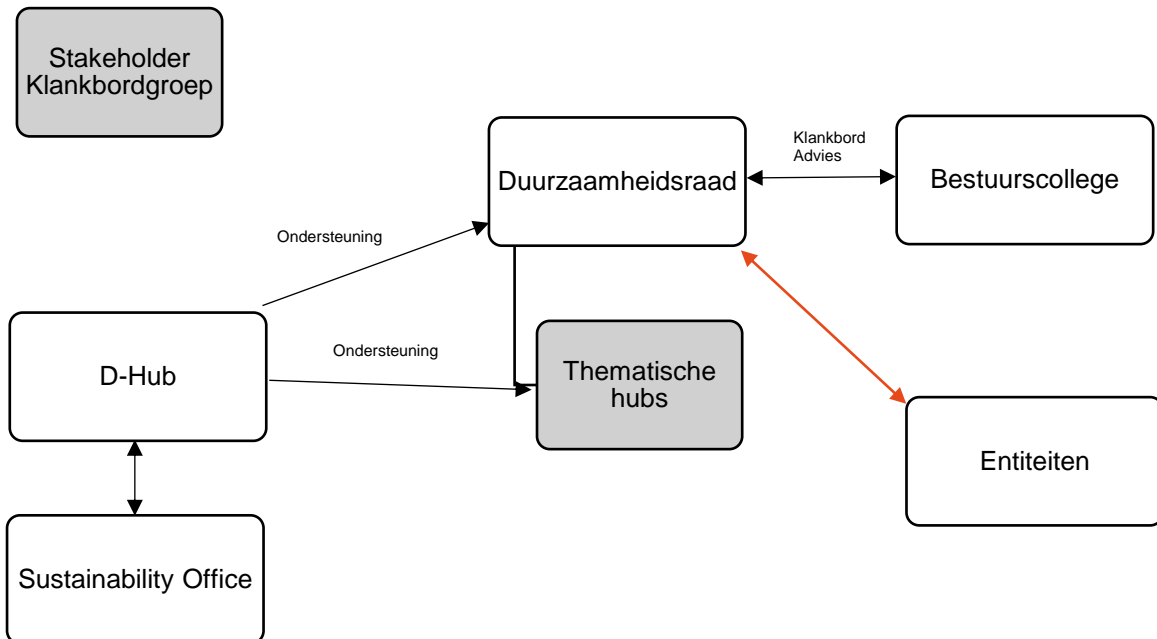 Stakeholder
Klankbordgroep
Klankbord
Advies
Duurzaamheidsraad
Bestuurscollege
Ondersteuning
Ondersteuning
D-Hub
Thematische
hubs
Entiteiten
Sustainability Office